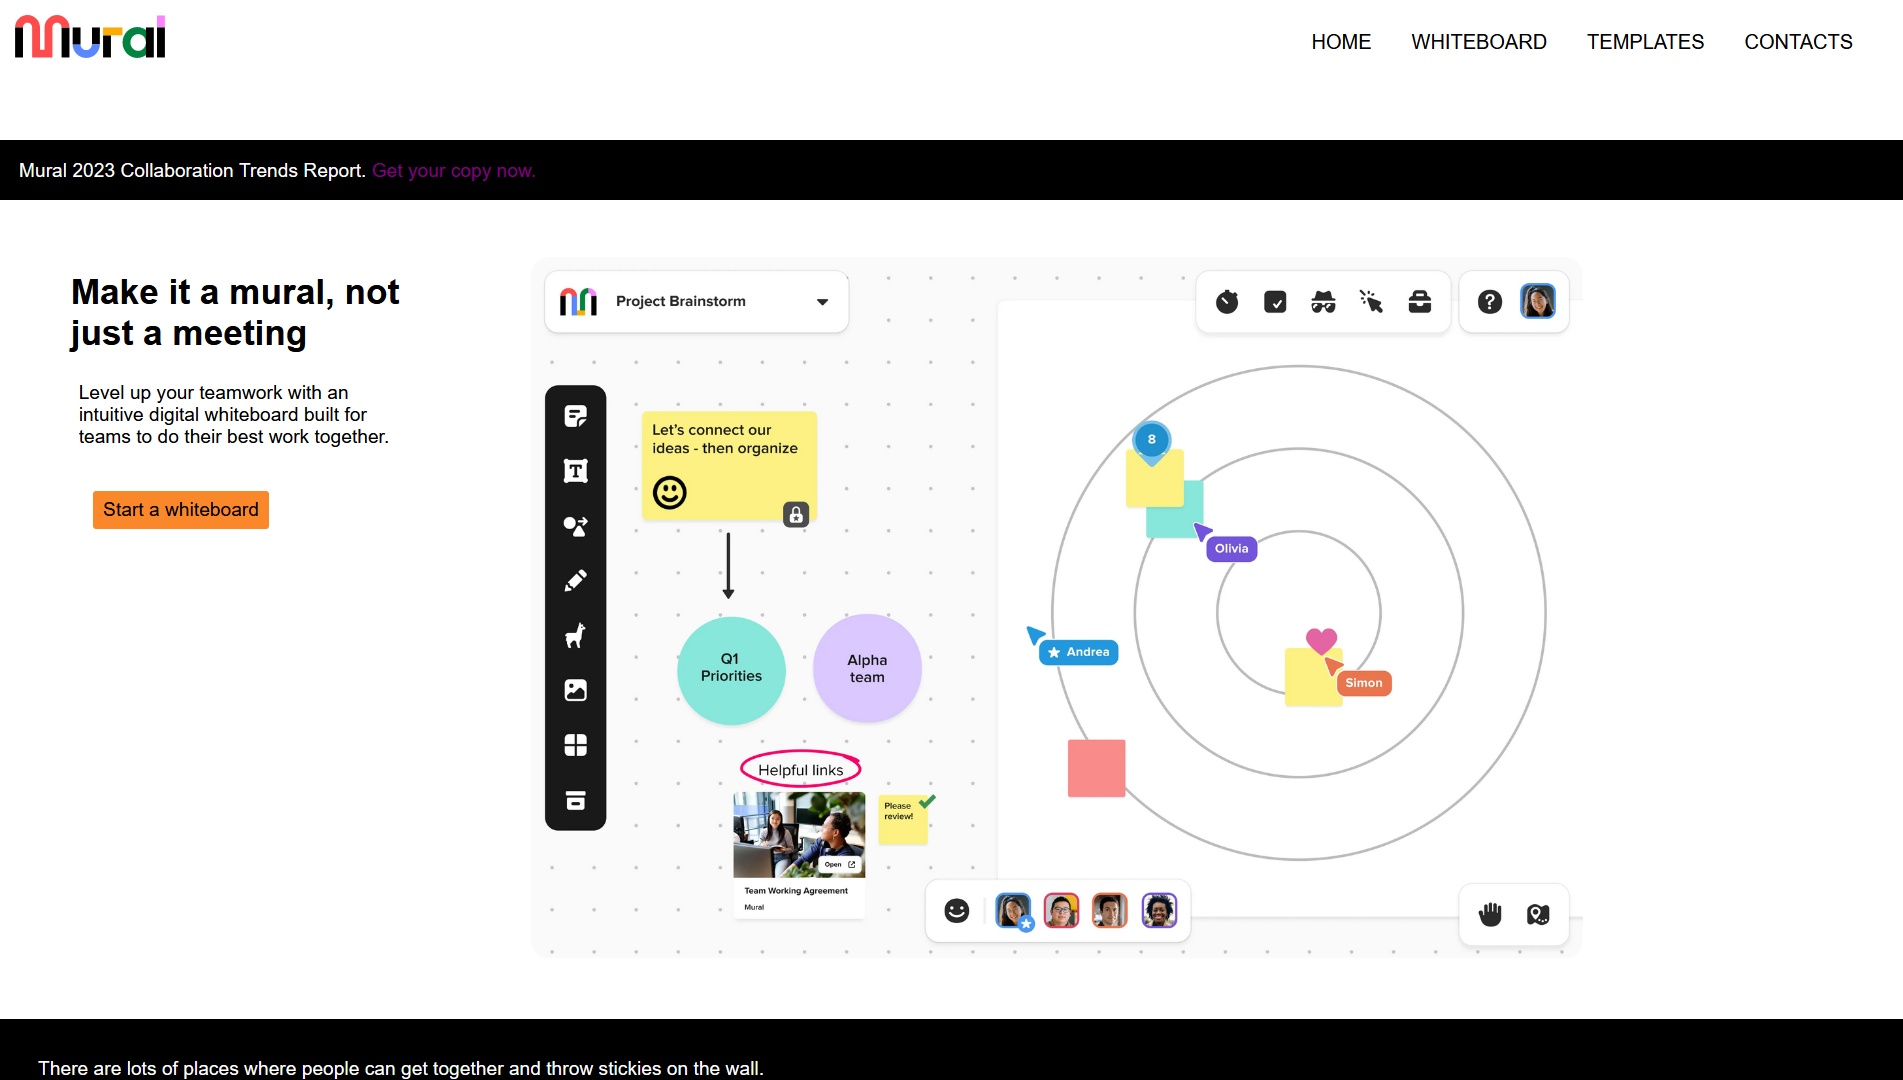 Mural
HOME WHITEBOARD TEMPLATES CONTACTS
Mural 2023 Collaboration Trends Report. Get your copy now.
Make it a mural, not
just a meeting
Level up your teamwork with an
intuitive digital whiteboard built for
teams to do their best work together.
Start a whiteboard
Project Brainstorm
?
Let's connect our
ideas - then organize
T
8
Olivia
Andrea
Simon
Q1
Priorities
Alpha
team
Helpful links
Please
review!
Open
Team Working Agreement
Mural
There are lots of places where people can get together and throw stickies on the wall.